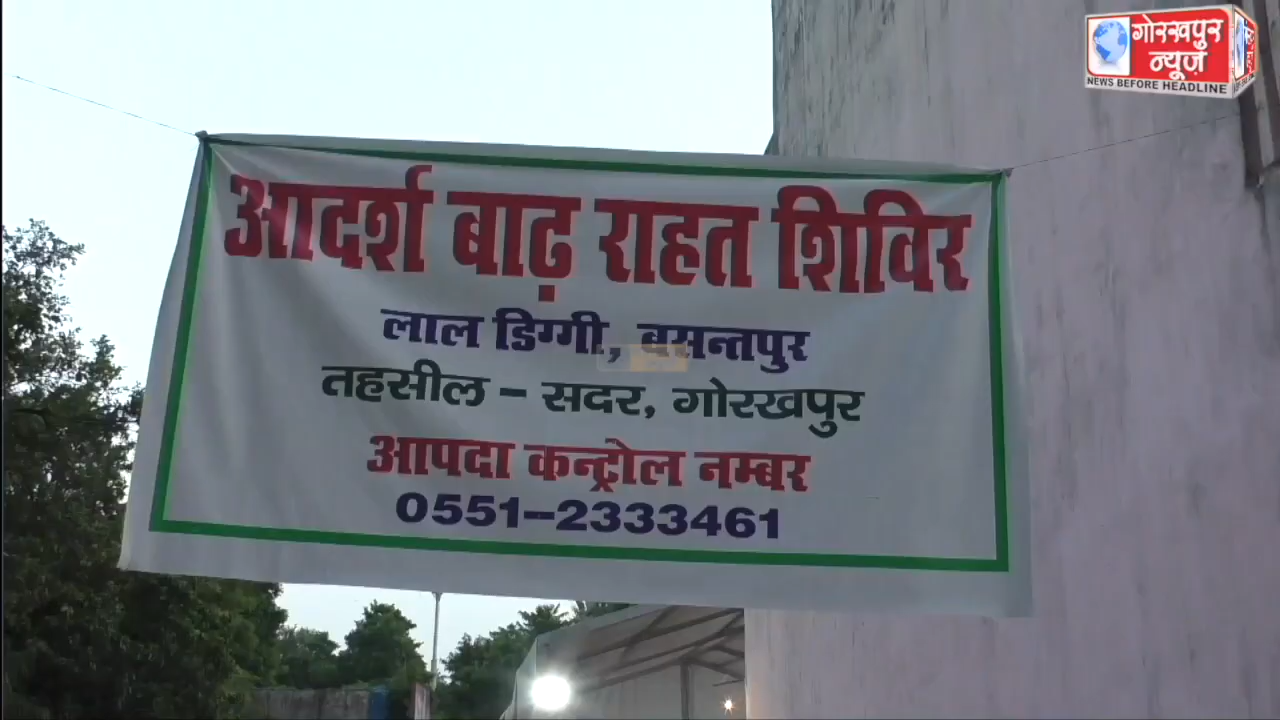 गोरखपुर
न्यूज़
NEWS BEFORE HEADLINE
आदर्श बाढ़ राहत शिविर
लाल डिग्गी, बसन्तपुर
तहसील - सदर, गोरखपुर
आपदा कन्ट्रोल नम्बर
0551-2333461